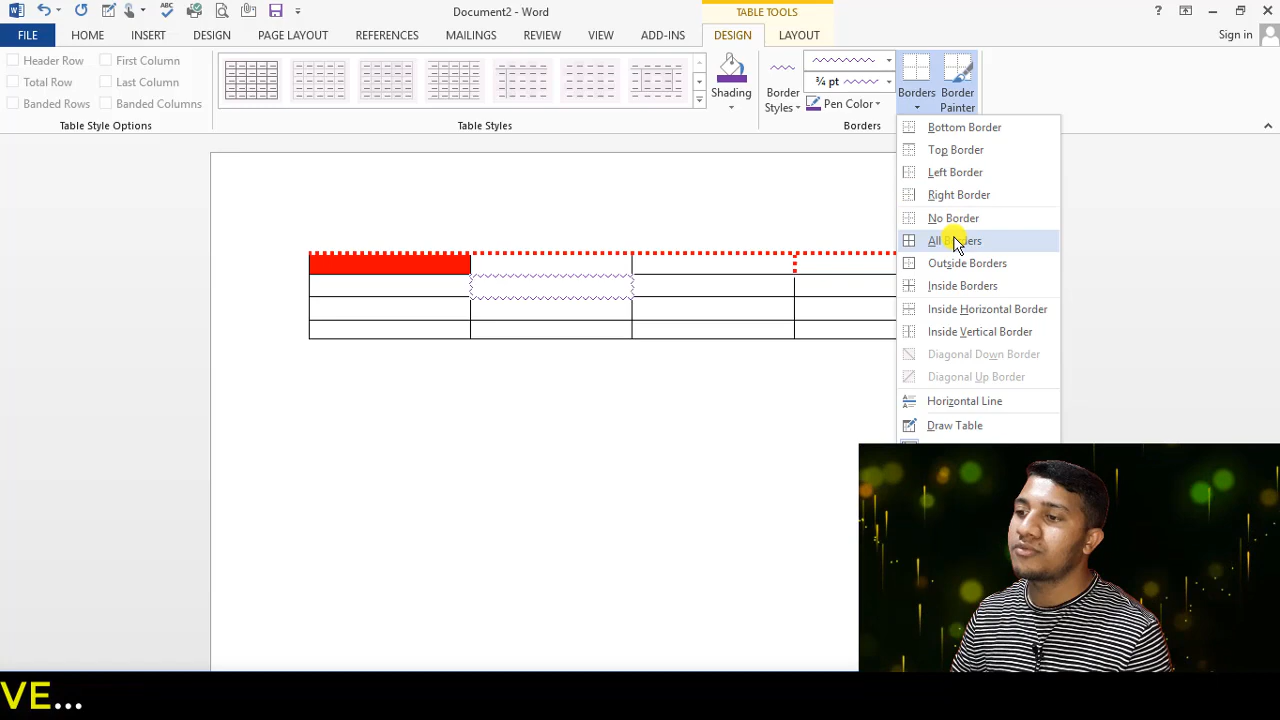 Document2 - Word
TABLE TOOLS
?
FILE
HOME
INSERT
DESIGN
PAGE LAYOUT
REFERENCES
MAILINGS
REVIEW
VIEW
ADD-INS
DESIGN
LAYOUT
Sign in
Header Row
First Column
Total Row
Last Column
Banded Rows
Banded Columns
Table Style Options
Table Styles
Shading
Border
Styles
¾ pt
Pen Color
Borders
Border
Painter
Borders
Bottom Border
Top Border
Left Border
Right Border
No Border
All Borders
Outside Borders
Inside Borders
Inside Horizontal Border
Inside Vertical Border
Diagonal Down Border
Diagonal Up Border
Horizontal Line
Draw Table
VE...